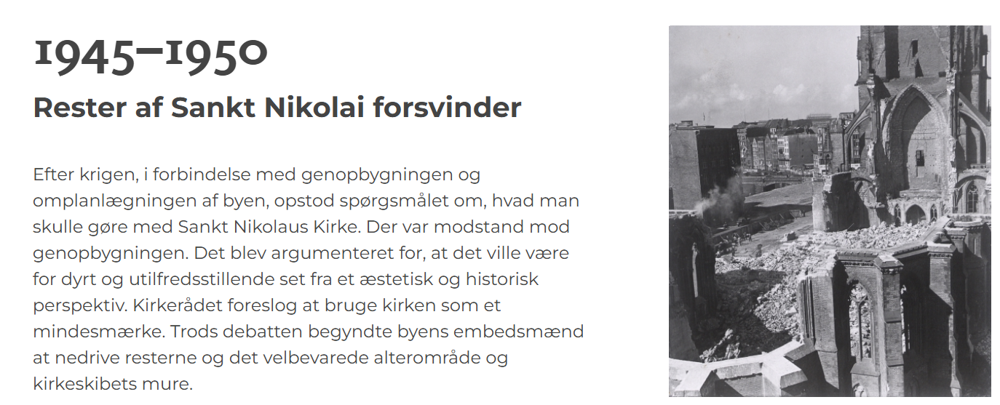 1945–1950
Rester af Sankt Nikolai forsvinder
Efter krigen, i forbindelse med genopbygningen og
omplanlægningen af byen, opstod spørgsmålet om, hvad man
skulle gøre med Sankt Nikolaus Kirke. Der var modstand mod
genopbygningen. Det blev argumenteret for, at det ville være
for dyrt og utilfredsstillende set fra et æstetisk og historisk
perspektiv. Kirkerådet foreslog at bruge kirken som et
mindesmærke. Trods debatten begyndte byens embedsmænd
at nedrive resterne og det velbevarede alterområde og
kirkeskibets mure.